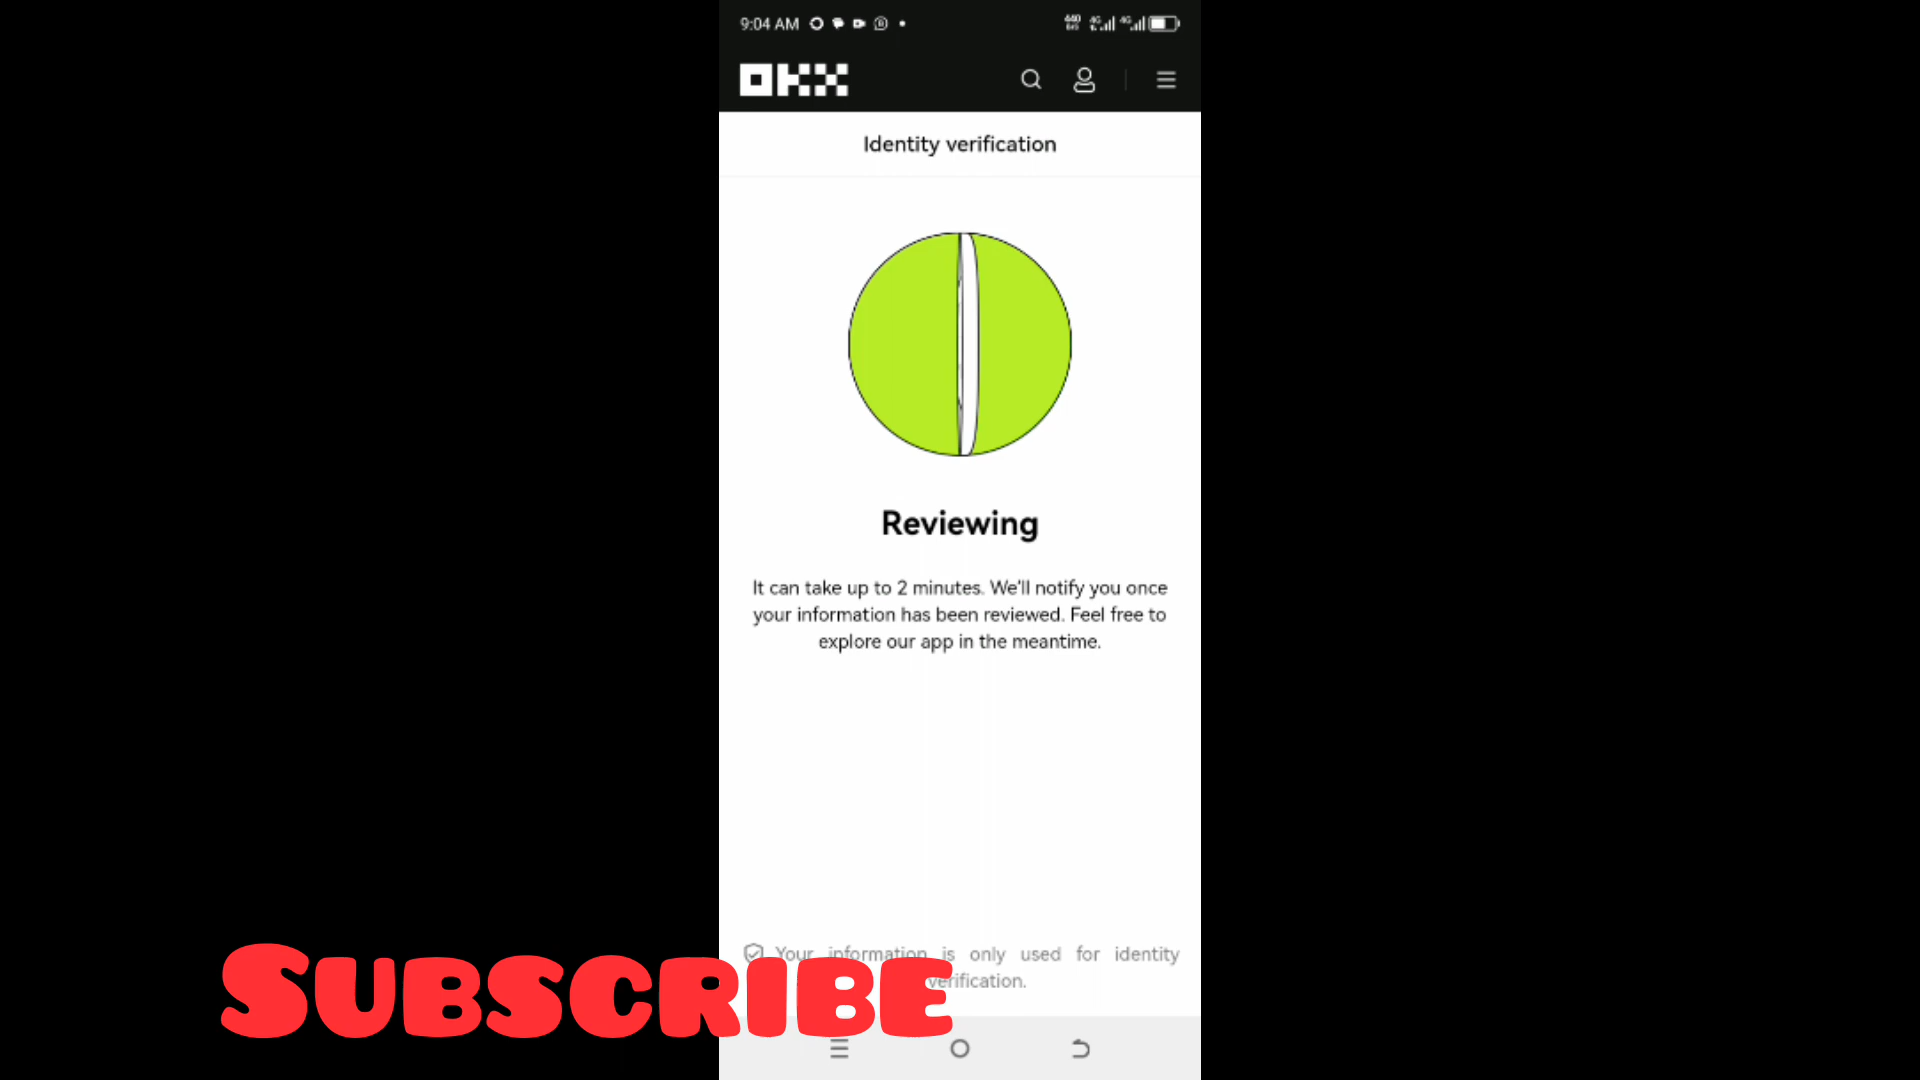 9:04 AM
OKX
Identity verification
Reviewing
It can take up to 2 minutes. We'll notify you once
your information has been reviewed. Feel free to
explore our app in the meantime.
Your information is only used for identity
verification.
SUBSCRIBE